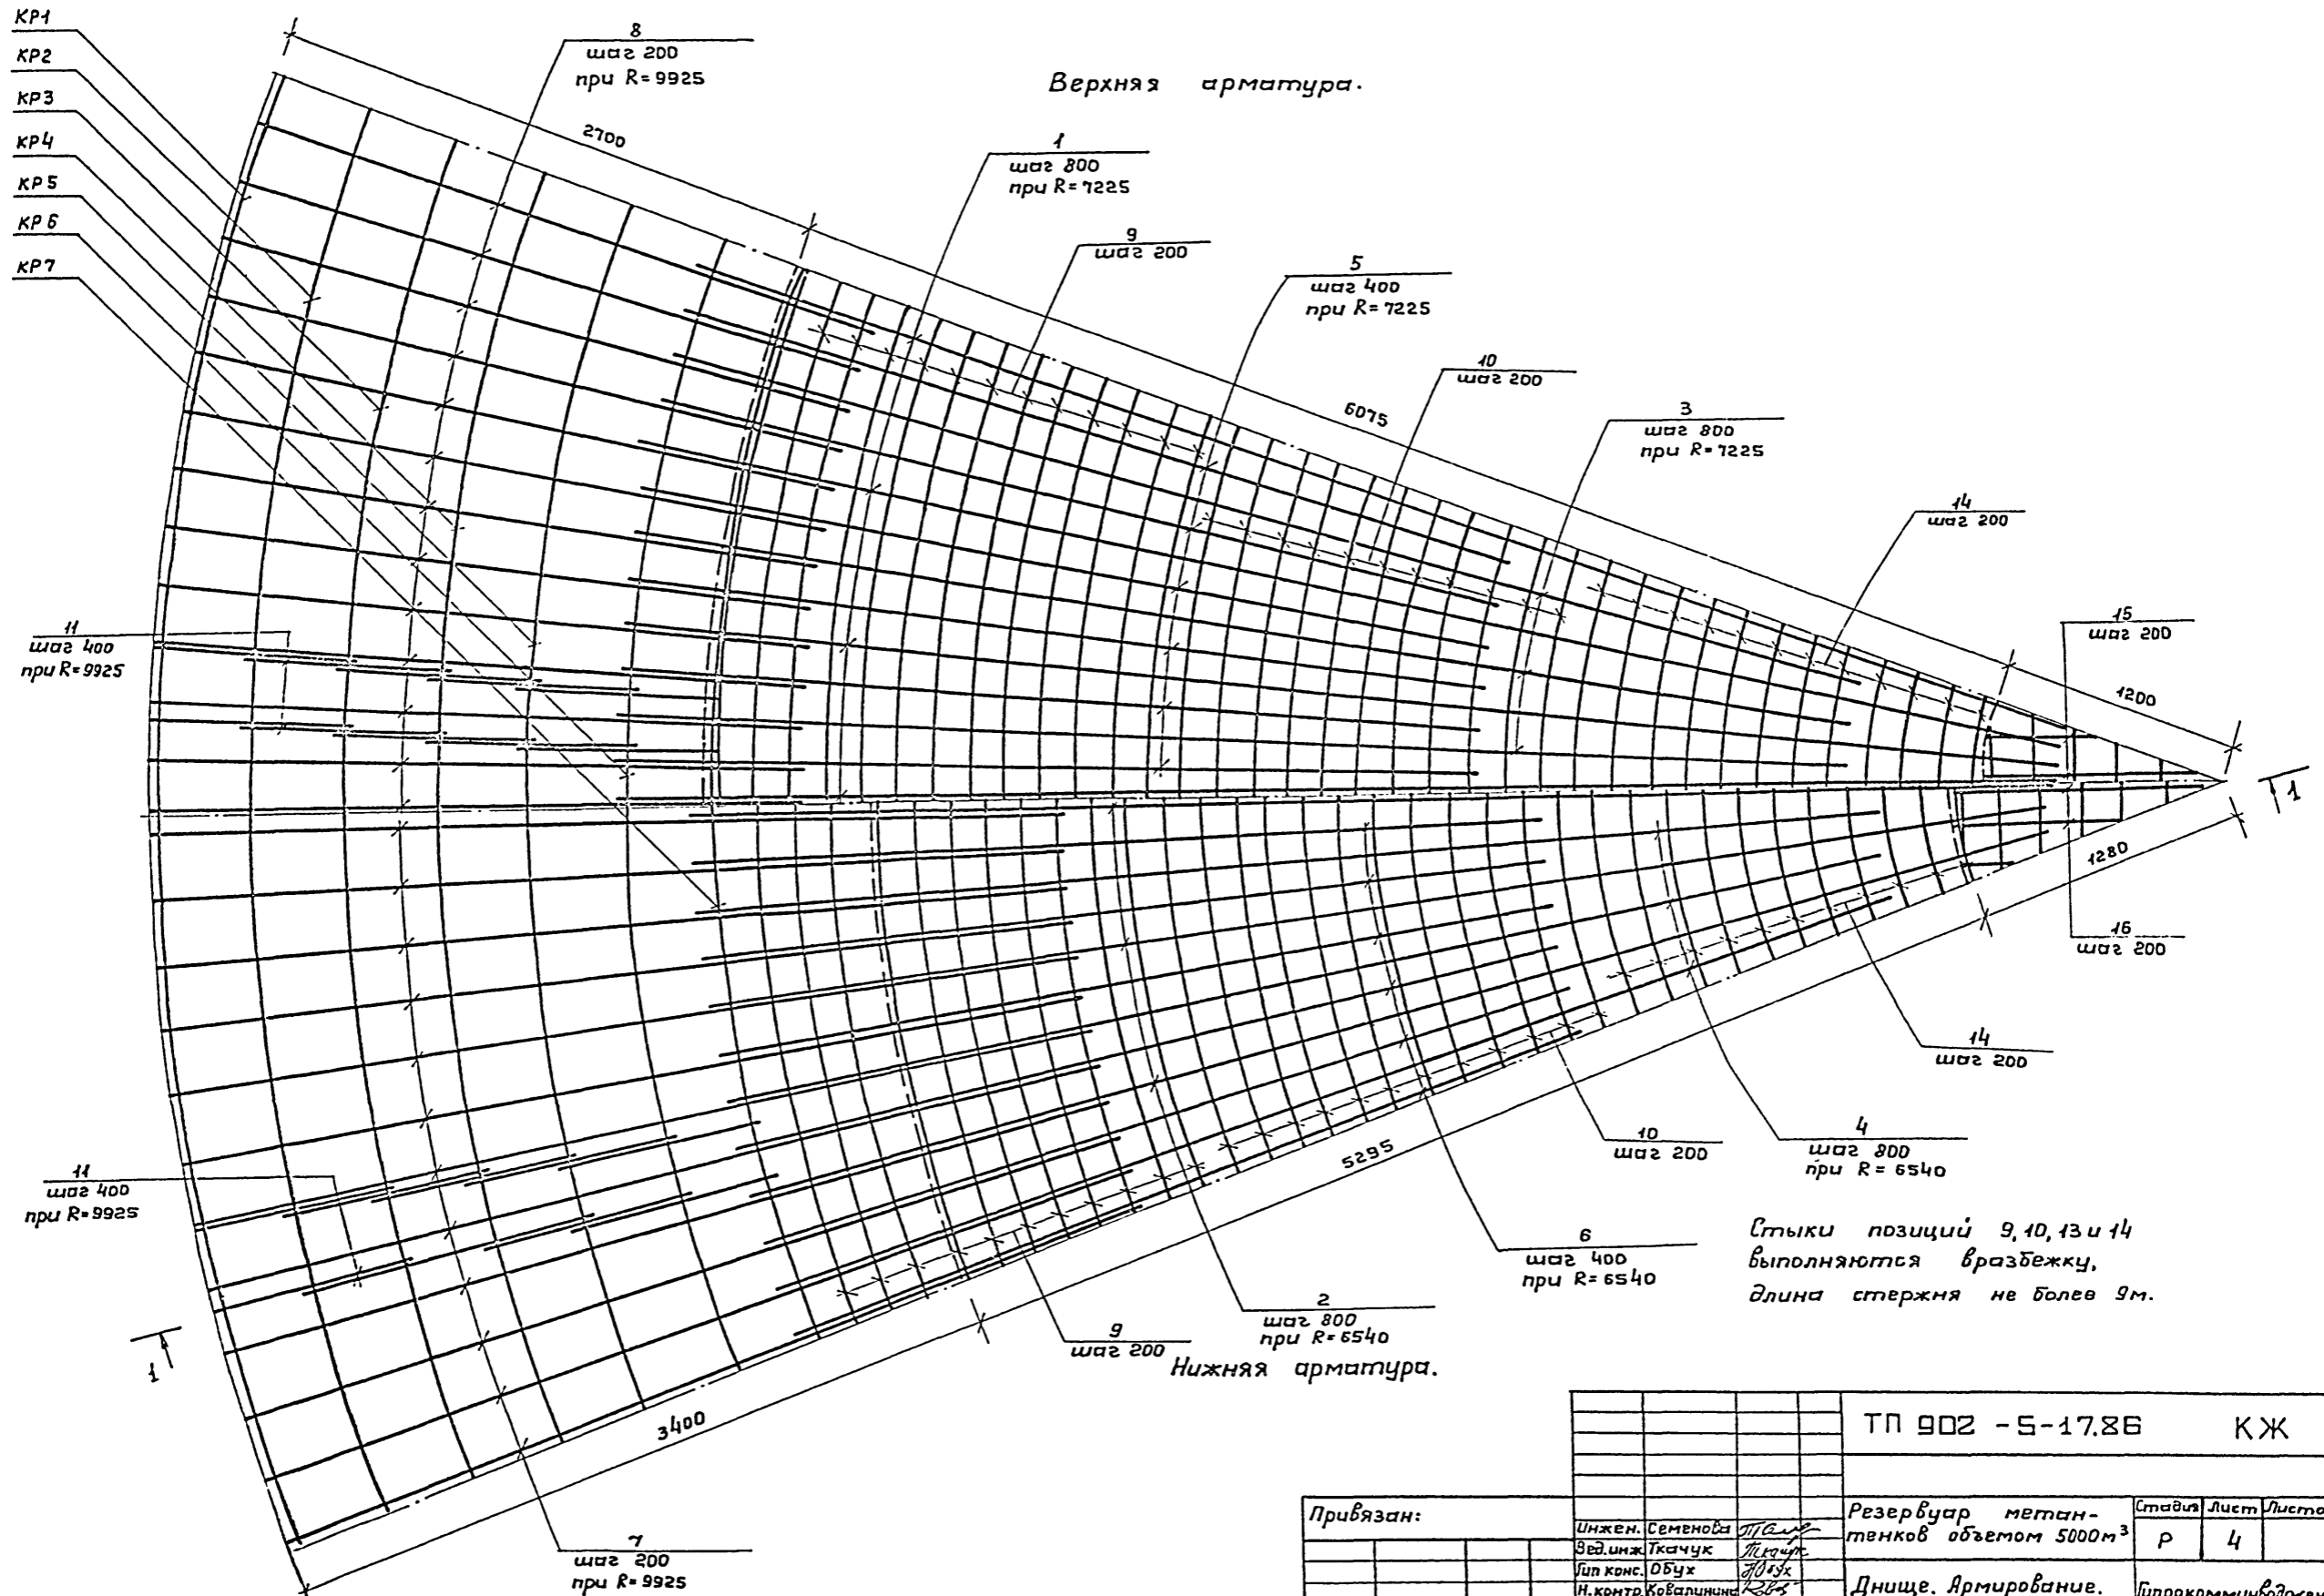 КР1
КР2
КР3
КР4
КР5
КР6
КР7
8
шаг 200
при R=9925
Верхняя арматура.
2700
1
шаг 800
при R=7225
9
шаг 200
5
шаг 400
при R=7225
10
шаг 200
6075
3
шаг 800
при R=7225
14
шаг 200
15
шаг 200
1200
11
шаг 400
при R=9925
1
1280
16
шаг 200
14
шаг 200
4
шаг 800
при R=6540
10
шаг 200
5295
11
шаг 400
при R=9925
6
шаг 400
при R=6540
Стыки позиций 9,10,13 и 14
выполняются вразбежку,
длина стержня не более 9м.
2
шаг 800
при R=6540
9
шаг 200
Нижняя арматура.
1
3400
7
шаг 200
при R=9925
ТП 902-5-17.86 КЖ
Привязан:
Инжен. Семенова
Вед.инж Ткачук
Гип конс. Обух
Н.контр Ковалинина
Резервуар метан-
тенков объемом 5000м³
Стадия Лист
Р 4
Днище. Армирование.